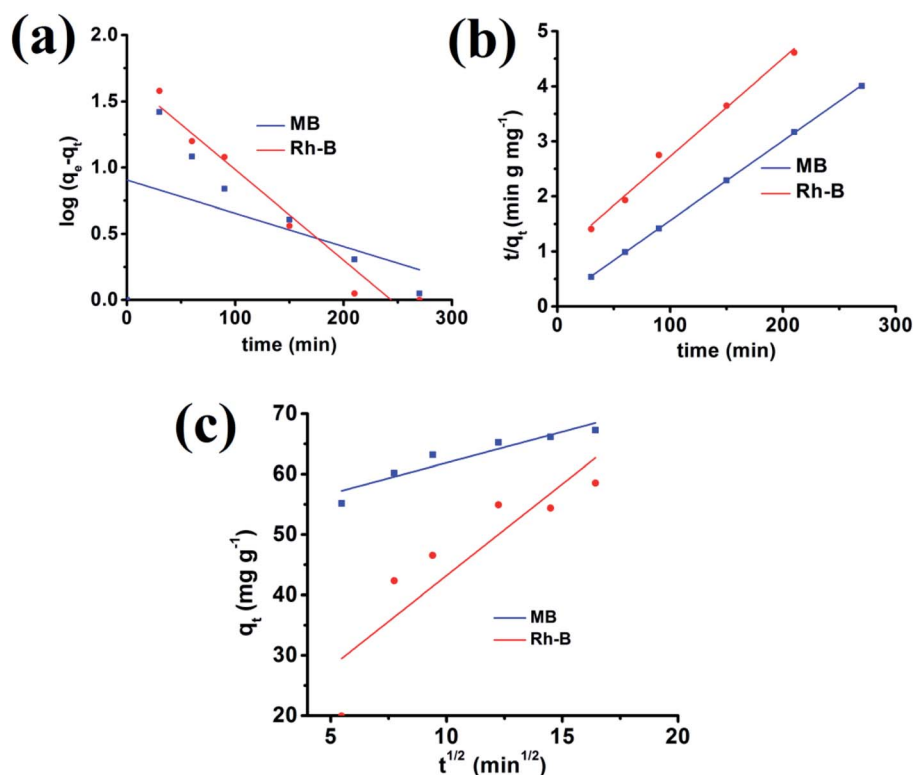 (a)
2.0
1.5
1.0
0.5
0.0
log (qe-qt)
MB
Rh-B
100
200
300
time (min)
(b)
5
4
3
2
1
0
t/qt (min g mg-1)
MB
Rh-B
0
100
200
300
time (min)
(c)
70
60
50
40
30
20
qt (mg g-1)
MB
Rh-B
5
10
15
20
t1/2 (min1/2)